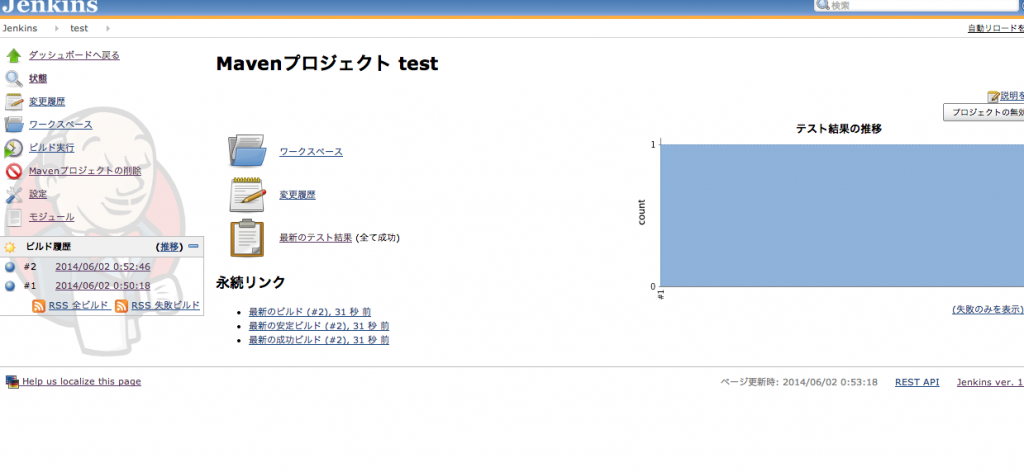 Jenkins
検索
Jenkins
test
自動リロードを
ダッシュボードへ戻る
状態
変更履歴
ワークスペース
ビルド実行
Mavenプロジェクトの削除
設定
モジュール
ビルド履歴 (推移)
#2 2014/06/02 0:52:46
#1 2014/06/02 0:50:18
RSS 全ビルド RSS 失敗ビルド
Mavenプロジェクト test
説明を
プロジェクトの無効
ワークスペース
変更履歴
最新のテスト結果 (全て成功)
テスト結果の推移
1
count
0
#1
(失敗のみを表示)
永続リンク
最新のビルド (#2), 31 秒 前
最新の安定ビルド (#2), 31 秒 前
最新の成功ビルド (#2), 31 秒 前
Help us localize this page
ページ更新時: 2014/06/02 0:53:18 REST API Jenkins ver. 1